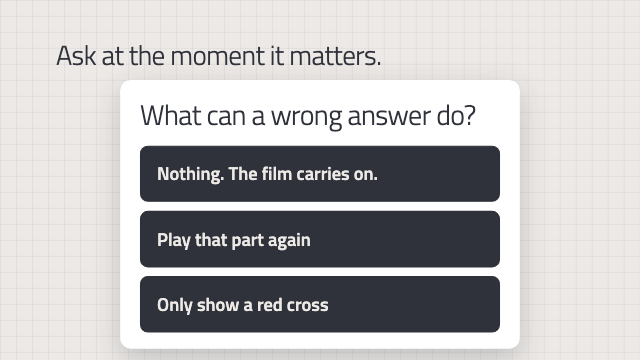 Ask at the moment it matters.
What can a wrong answer do?
Nothing. The film carries on.
Play that part again
Only show a red cross